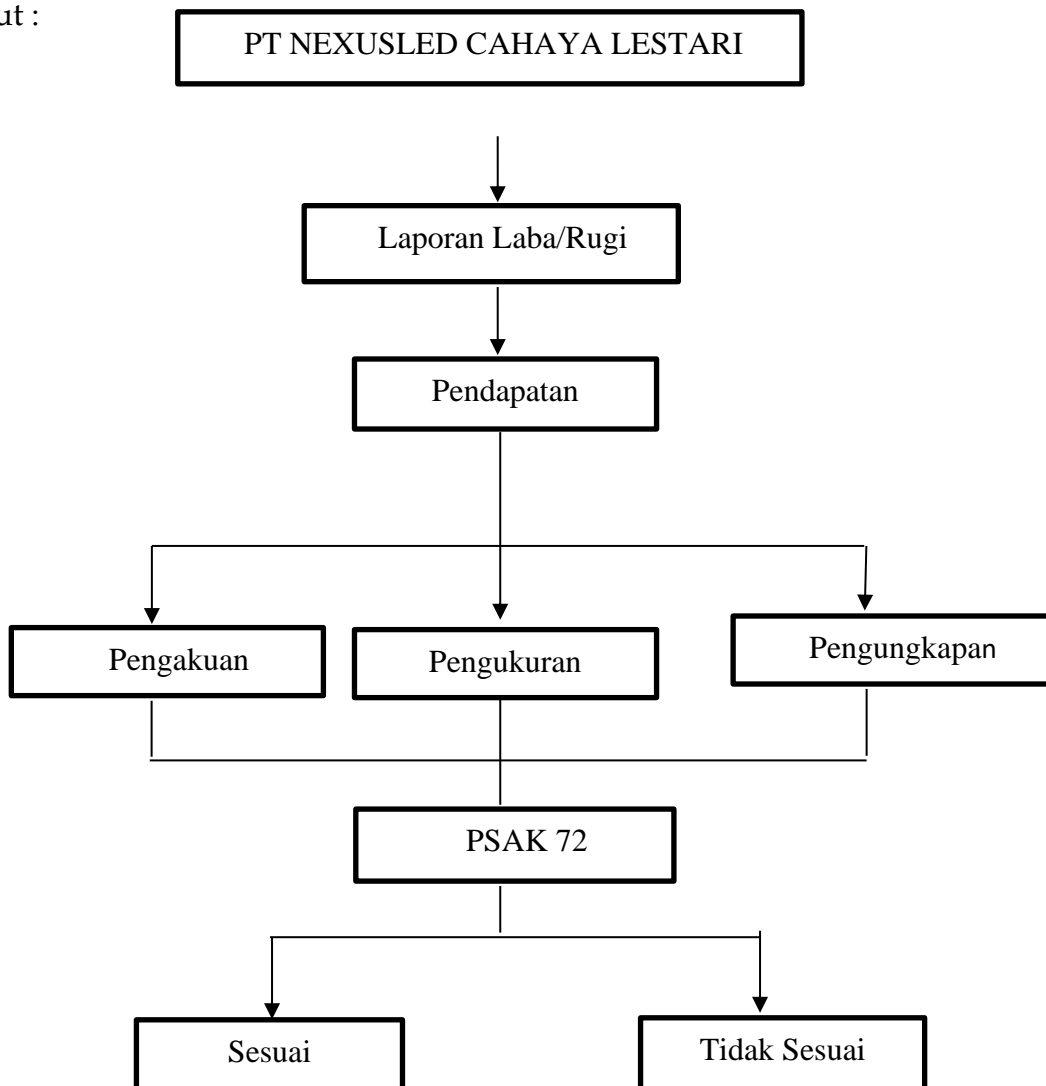 ut :
PT NEXUSLED CAHAYA LESTARI
Laporan Laba/Rugi
Pendapatan
Pengakuan
Pengukuran
Pengungkapan
PSAK 72
Sesuai
Tidak Sesuai